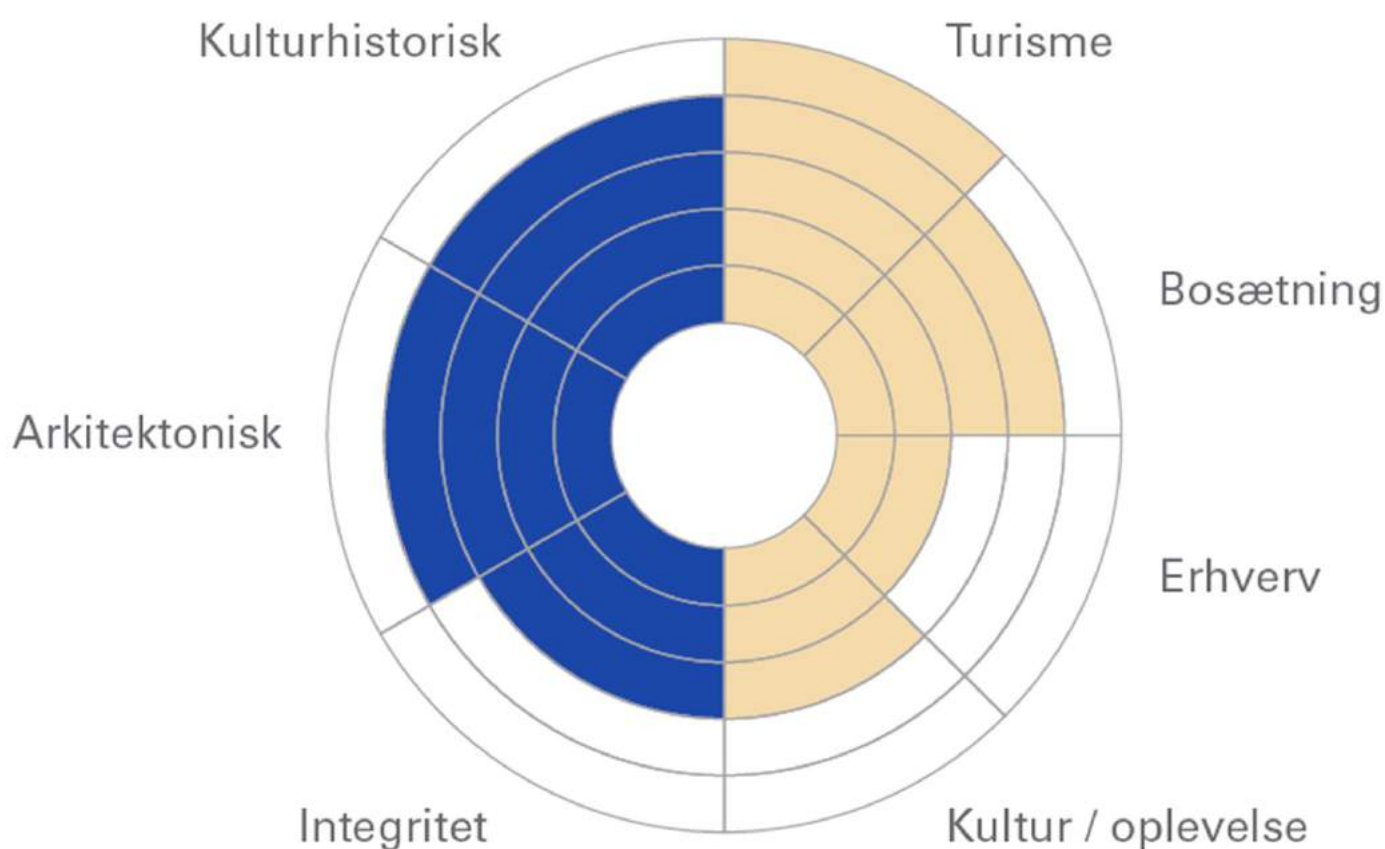 Kulturhistorisk
Turisme
Bosætning
Arkitektonisk
Erhverv
Integritet
Kultur / oplevelse